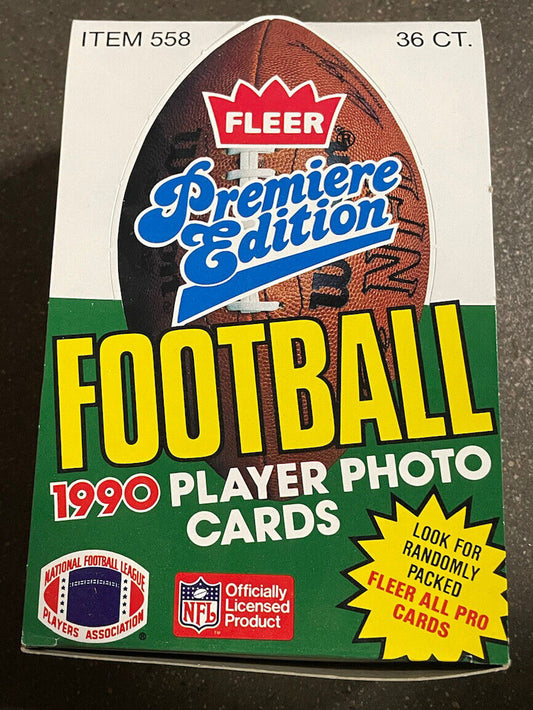 ITEM 558
36 CT.
FLEER
Premiere
Edition
FOOTBALL
1990 PLAYER PHOTO
CARDS
LOOK FOR
RANDOMLY
PACKED
FLEER ALL PRO
CARDS
NATIONAL FOOTBALL LEAGUE
PLAYERS ASSOCIATION
®
NFL
™
Officially
Licensed
Product